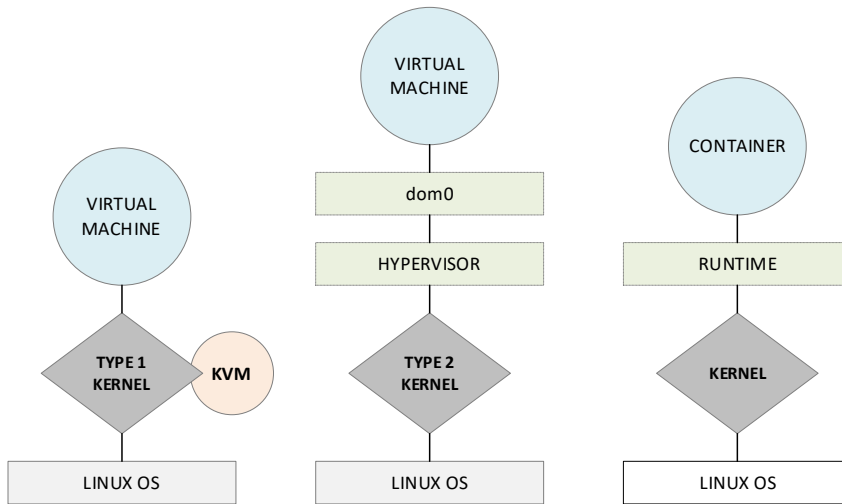 VIRTUAL
MACHINE
TYPE 1
KERNEL
KVM
LINUX OS
VIRTUAL
MACHINE
dom0
HYPERVISOR
TYPE 2
KERNEL
LINUX OS
CONTAINER
RUNTIME
KERNEL
LINUX OS